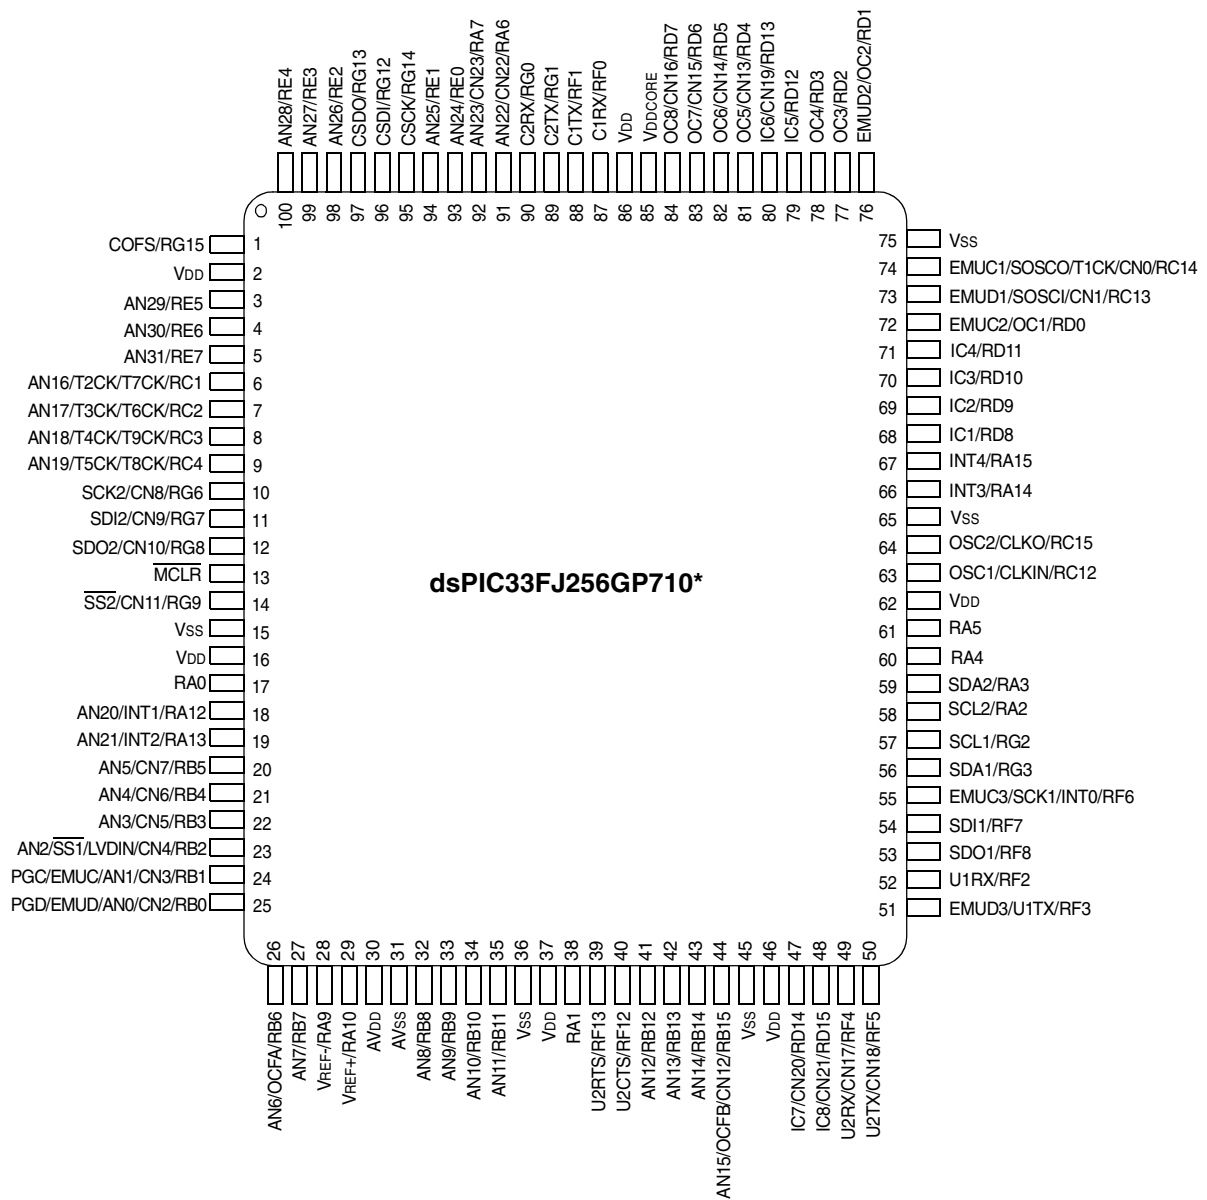 AN28/RE4
AN27/RE3
AN26/RE2
CSDO/RG13
CSDI/RG12
CSCK/RG14
AN25/RE1
AN24/RE0
AN23/CN23/RA7
AN22/CN22/RA6
C2RX/RG0
C2TX/RG1
C1TX/RF1
C1RX/RF0
VDD
VDDCORE
OC8/CN16/RD7
OC7/CN15/RD6
OC6/CN14/RD5
OC5/CN13/RD4
IC6/CN19/RD13
IC5/RD12
OC4/RD3
OC3/RD2
EMUD2/OC2/RD1
100
99
98
97
96
95
94
93
92
91
90
89
88
87
86
85
84
83
82
81
80
79
78
77
76
COFS/RG15 1
VDD 2
AN29/RE5 3
AN30/RE6 4
AN31/RE7 5
AN16/T2CK/T7CK/RC1 6
AN17/T3CK/T6CK/RC2 7
AN18/T4CK/T9CK/RC3 8
AN19/T5CK/T8CK/RC4 9
SCK2/CN8/RG6 10
SDI2/CN9/RG7 11
SDO2/CN10/RG8 12
MCLR 13
SS2/CN11/RG9 14
VSS 15
VDD 16
RA0 17
AN20/INT1/RA12 18
AN21/INT2/RA13 19
AN5/CN7/RB5 20
AN4/CN6/RB4 21
AN3/CN5/RB3 22
AN2/SS1/LVDIN/CN4/RB2 23
PGC/EMUC/AN1/CN3/RB1 24
PGD/EMUD/AN0/CN2/RB0 25
dsPIC33FJ256GP710*
75 VSS
74 EMUC1/SOSCO/T1CK/CN0/RC14
73 EMUD1/SOSCI/CN1/RC13
72 EMUC2/OC1/RD0
71 IC4/RD11
70 IC3/RD10
69 IC2/RD9
68 IC1/RD8
67 INT4/RA15
66 INT3/RA14
65 VSS
64 OSC2/CLKO/RC15
63 OSC1/CLKIN/RC12
62 VDD
61 RA5
60 RA4
59 SDA2/RA3
58 SCL2/RA2
57 SCL1/RG2
56 SDA1/RG3
55 EMUC3/SCK1/INT0/RF6
54 SDI1/RF7
53 SDO1/RF8
52 U1RX/RF2
51 EMUD3/U1TX/RF3
26
27
28
29
30
31
32
33
34
35
36
37
38
39
40
41
42
43
44
45
46
47
48
49
50
AN6/OCFA/RB6
AN7/RB7
VREF-/RA9
VREF+/RA10
AVDD
AVSS
AN8/RB8
AN9/RB9
AN10/RB10
AN11/RB11
VSS
VDD
RA1
U2RTS/RF13
U2CTS/RF12
AN12/RB12
AN13/RB13
AN14/RB14
AN15/OCFB/CN12/RB15
VSS
VDD
IC7/CN20/RD14
IC8/CN21/RD15
U2RX/CN17/RF4
U2TX/CN18/RF5